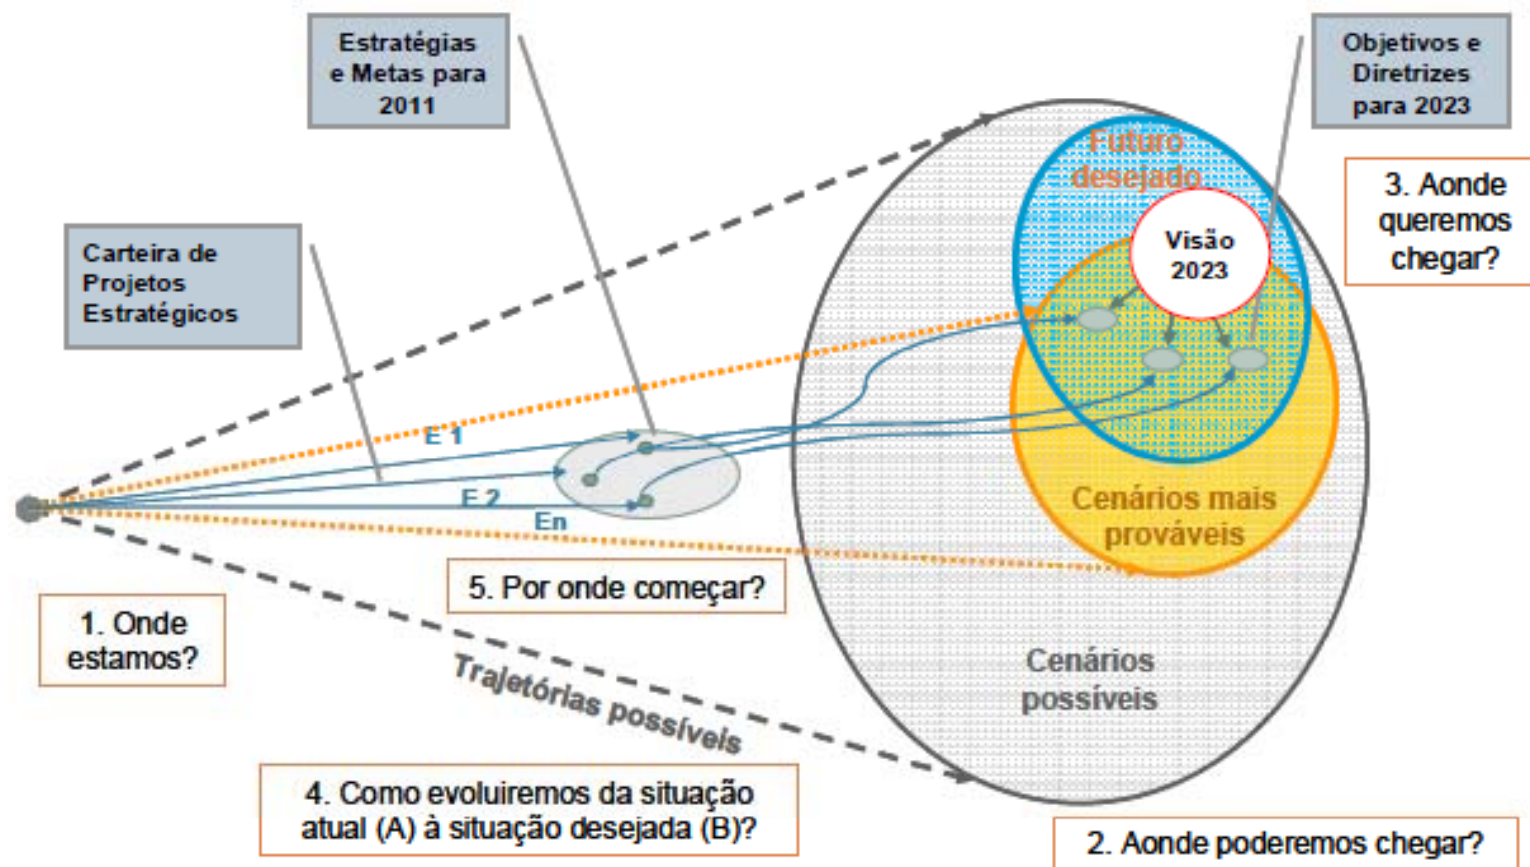 Estratégias
e Metas para
2011
Objetivos e
Diretrizes
para 2023
Futuro
desejado
3. Aonde
queremos
chegar?
Visão
2023
Carteira de
Projetos
Estratégicos
E 1
E 2
En
Cenários mais
prováveis
5. Por onde começar?
1. Onde
estamos?
Trajetórias possíveis
Cenários
possíveis
4. Como evoluiremos da situação
atual (A) à situação desejada (B)?
2. Aonde poderemos chegar?